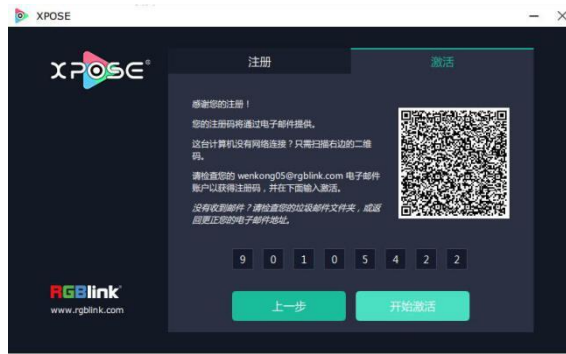 XPOSE
XPOSE®
注册
激活
感谢您的注册！
您的注册码将通过电子邮件提供。
这台计算机没有网络连接？只需扫描右边的二维
码。
请检查您的 wenkong05@rgblink.com 电子邮件
账户以获得注册码，并在下面输入激活。
没有收到邮件？请检查您的垃圾邮件文件夹，或返
回更正您的电子邮件地址。
9 0 1 0 5 4 2 2
上一步
开始激活
RGBlink®
www.rgblink.com